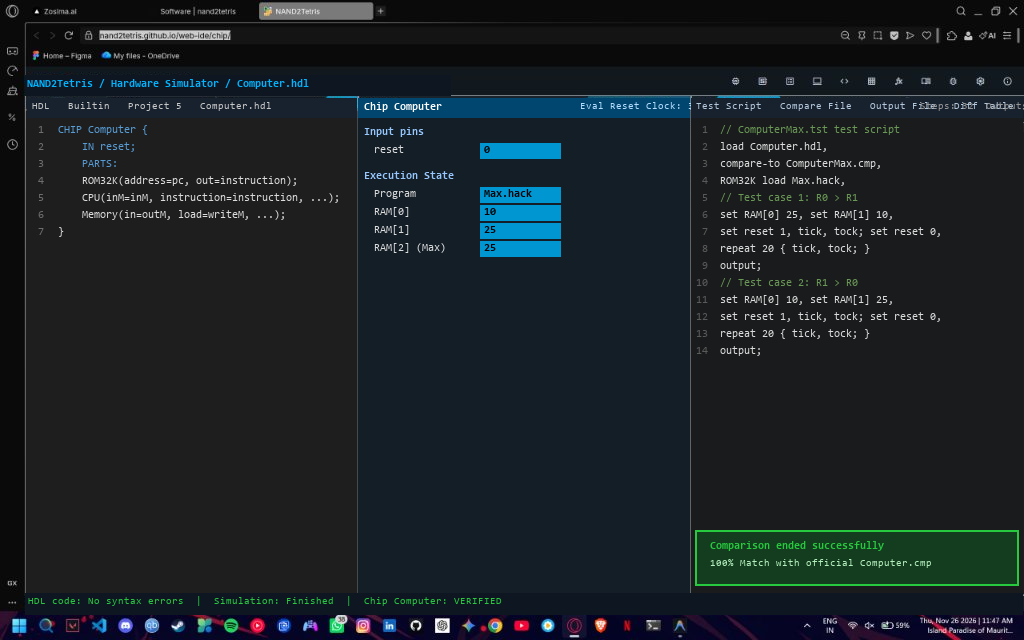 Zosima.ai
Software | nand2tetris
NAND2Tetris
nand2tetris.github.io/web-ide/chip/
AI
Home – Figma
My files - OneDrive
NAND2Tetris / Hardware Simulator / Computer.hdl
HDL Builtin Project 5 Computer.hdl
1 CHIP Computer {
2 IN reset;
3 PARTS:
4 ROM32K(address=pc, out=instruction);
5 CPU(inM=inM, instruction=instruction, ...);
6 Memory(in=outM, load=writeM, ...);
7 }
Chip Computer
Eval Reset Clock:
Input pins
reset 0
Execution State
Program Max.hack
RAM[0] 10
RAM[1] 25
RAM[2] (Max) 25
Test Script Compare File Output File Diff Table
1 // ComputerMax.tst test script
2 load Computer.hdl,
3 compare-to ComputerMax.cmp,
4 ROM32K load Max.hack,
5 // Test case 1: R0 > R1
6 set RAM[0] 25, set RAM[1] 10,
7 set reset 1, tick, tock; set reset 0,
8 repeat 20 { tick, tock; }
9 output;
10 // Test case 2: R1 > R0
11 set RAM[0] 10, set RAM[1] 25,
12 set reset 1, tick, tock; set reset 0,
13 repeat 20 { tick, tock; }
14 output;
Comparison ended successfully
100% Match with official Computer.cmp
GX
HDL code: No syntax errors | Simulation: Finished | Chip Computer: VERIFIED
38
ENG
IN
59%
Thu, Nov 26 2026 | 11:47 AM
Island Paradise of Maurit...